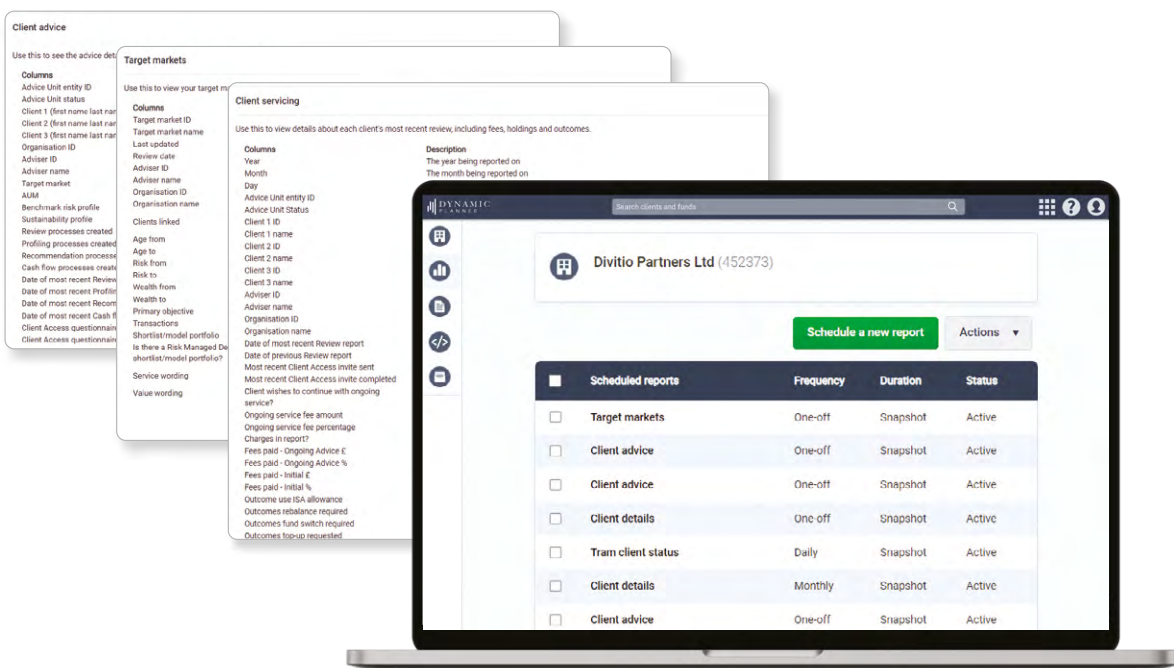 Client advice
Use this to see the advice
Columns
Advice Unit entity ID
Advice Unit status
Client 1 (first name last
Client 2 (first name last
Client 3 (first name last
Organisation ID
Adviser ID
Adviser name
Target market
AUM
Benchmark risk profile
Sustainability profile
Review processes created
Profiling processes created
Recommendation
Cash flow processes
Date of most recent Review
Date of most recent
Date of most recent
Date of most recent Cash
Client Access
Client Access
Target markets
Use this to view your target
Columns
Target market ID
Target market name
Last updated
Review date
Adviser ID
Adviser name
Organisation ID
Organisation name
Clients linked
Age from
Age to
Risk from
Risk to
Wealth from
Wealth to
Primary objective
Transactions
Shortlist/model portfolio
Is there a Risk Managed
shortlist/model portfolio?
Service wording
Value wording
Client servicing
Use this to view details about each client's most recent review, including fees, holdings and outcomes.
Columns Description
Year The year being reported on
Month The month being reported on
Day
Advice Unit entity ID
Advice Unit Status
Client 1 ID
Client 1 name
Client 2 ID
Client 2 name
Client 3 ID
Client 3 name
Adviser ID
Adviser name
Organisation ID
Organisation name
Date of most recent Review report
Date of previous Review report
Most recent Client Access invite sent
Most recent Client Access invite completed
Client wishes to continue with ongoing
service?
Ongoing service fee amount
Ongoing service fee percentage
Charges in report?
Fees paid - Ongoing Advice £
Fees paid - Ongoing Advice %
Fees paid - Initial £
Fees paid - Initial %
Outcome use ISA allowance
Outcomes rebalance required
Outcomes fund switch required
Outcomes top-up requested
DYNAMIC
PLANNER
Search clients and funds
Divitio Partners Ltd (452373)
Schedule a new report Actions
Scheduled reports Frequency Duration Status
Target markets One-off Snapshot Active
Client advice One-off Snapshot Active
Client advice One-off Snapshot Active
Client details One-off Snapshot Active
Tram client status Daily Snapshot Active
Client details Monthly Snapshot Active
Client advice One-off Snapshot Active